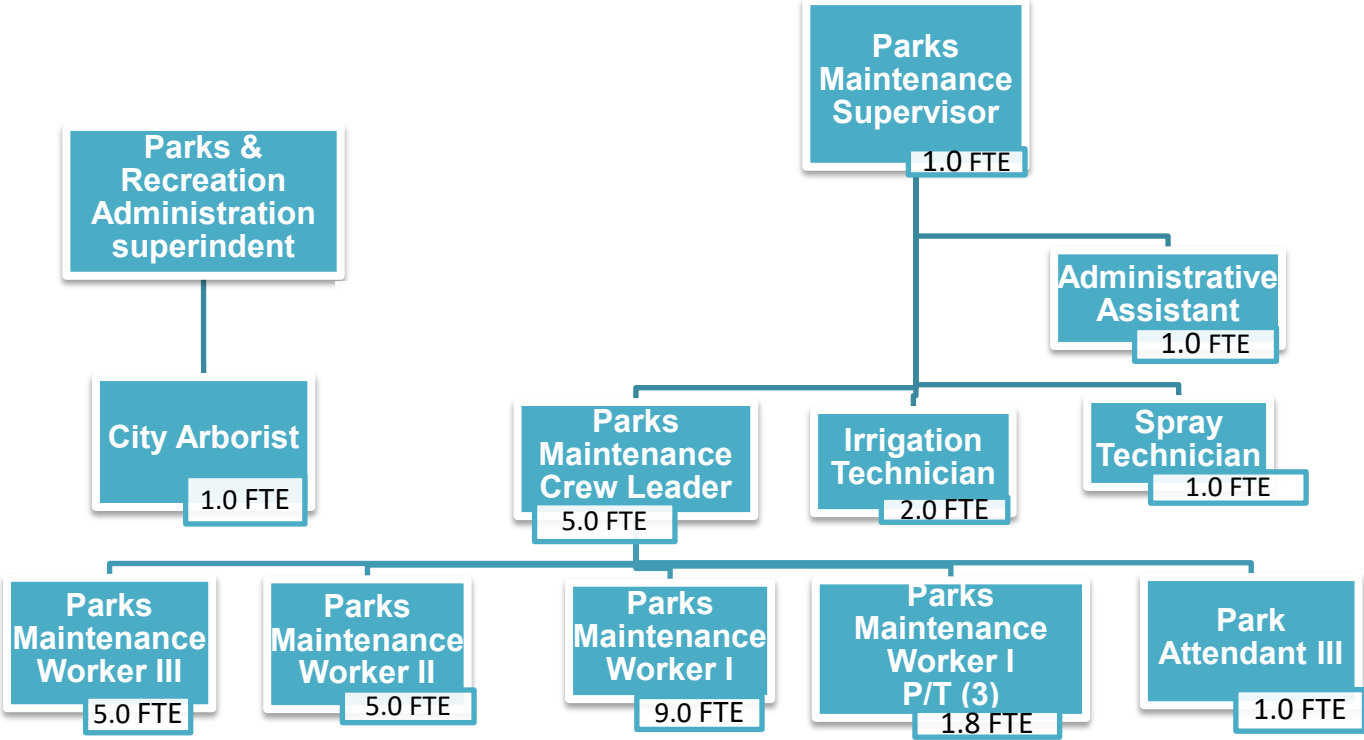 Parks
Maintenance
Supervisor
1.0 FTE
Parks &
Recreation
Administration
superindent
Administrative
Assistant
1.0 FTE
City Arborist
1.0 FTE
Parks
Maintenance
Crew Leader
5.0 FTE
Irrigation
Technician
2.0 FTE
Spray
Technician
1.0 FTE
Parks
Maintenance
Worker III
5.0 FTE
Parks
Maintenance
Worker II
5.0 FTE
Parks
Maintenance
Worker I
9.0 FTE
Parks
Maintenance
Worker I
P/T (3)
1.8 FTE
Park
Attendant III
1.0 FTE